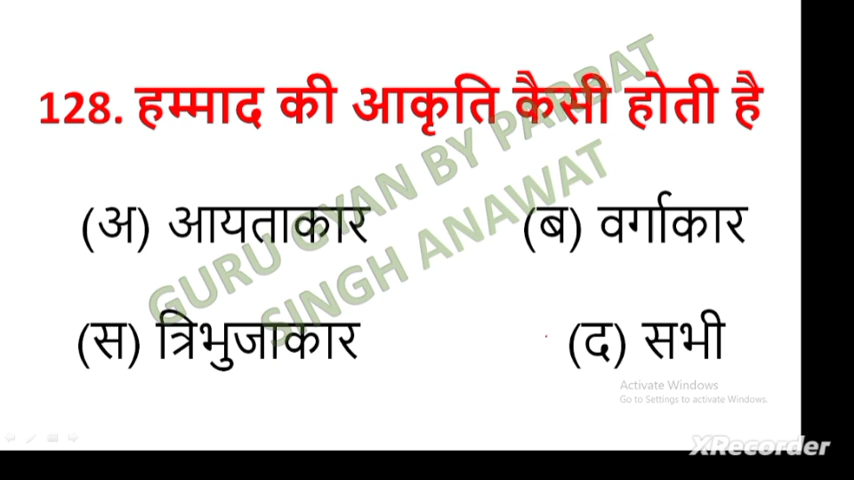 128. हम्माद की आकृति कैसी होती है
(अ) आयताकार
(ब) वर्गाकार
(स) त्रिभुजाकार
(द) सभी
GURU GYAN BY PARBAT
SINGH ANAWAT
Activate Windows
Go to Settings to activate Windows.
XRecorder